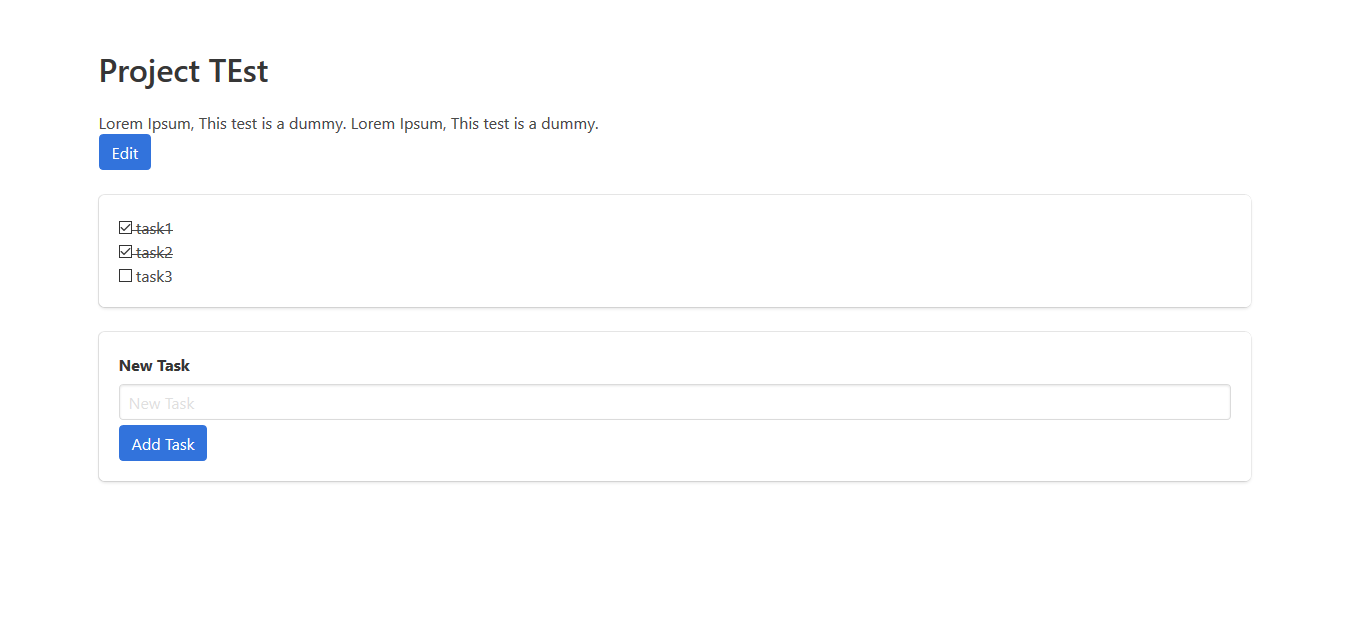 Project TEst
Lorem Ipsum, This test is a dummy. Lorem Ipsum, This test is a dummy.
Edit
task1
task2
task3
New Task
New Task
Add Task